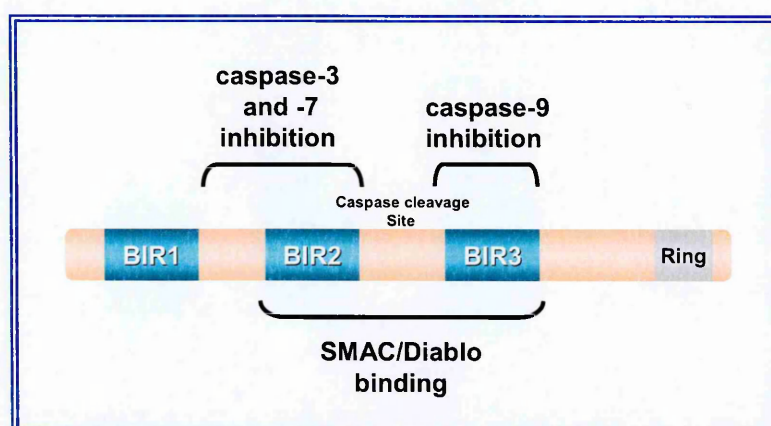 caspase-3
and -7
inhibition
caspase-9
inhibition
Caspase cleavage
Site
BIR1
BIR2
BIR3
Ring
SMAC/Diablo
binding